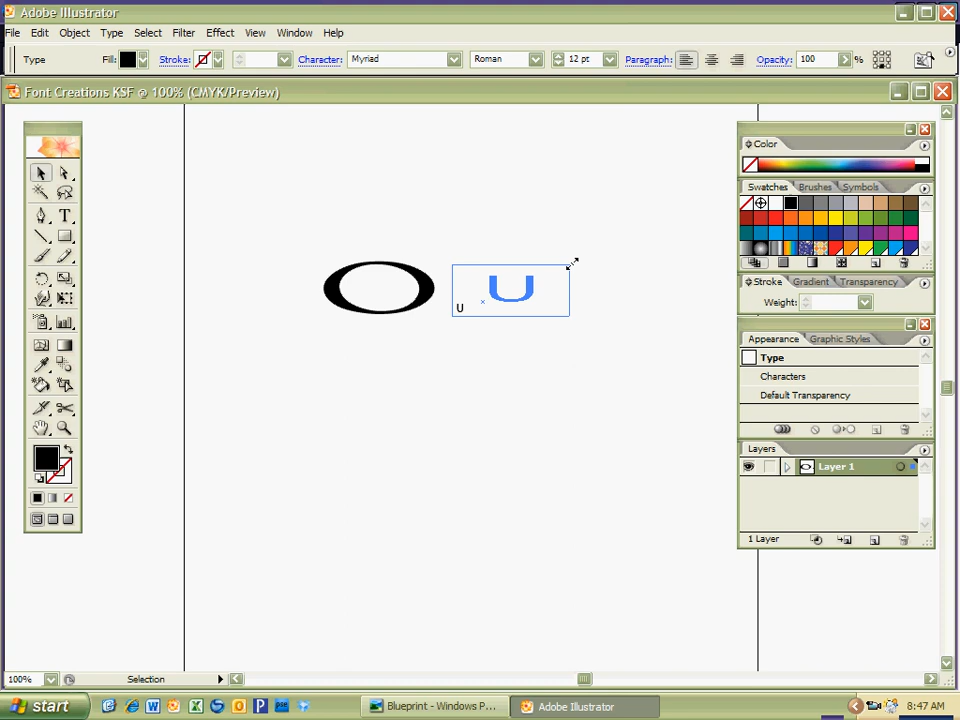 Adobe Illustrator
File Edit Object Type Select Filter Effect View Window Help
Type Fill: Stroke: Character: Myriad Roman 12 pt Paragraph: Opacity: 100 %
Font Creations KSF @ 100% (CMYK/Preview)
Color
Swatches Brushes Symbols
O U
U
Stroke Gradient Transparency
Weight:
Appearance Graphic Styles
Type
Characters
Default Transparency
Layers
Layer 1
1 Layer
100% Selection
start Blueprint - Windows P... Adobe Illustrator 8:47 AM